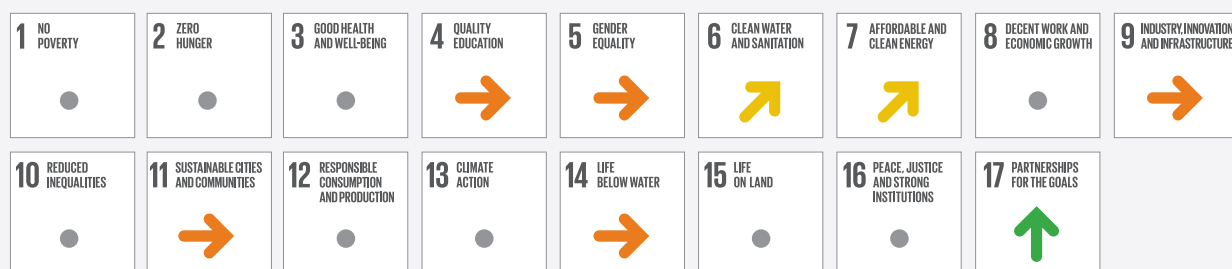 1 NO
POVERTY
2 ZERO
HUNGER
3 GOOD HEALTH
AND WELL-BEING
4 QUALITY
EDUCATION
5 GENDER
EQUALITY
6 CLEAN WATER
AND SANITATION
7 AFFORDABLE AND
CLEAN ENERGY
8 DECENT WORK AND
ECONOMIC GROWTH
9 INDUSTRY, INNOVATION
AND INFRASTRUCTURE
10 REDUCED
INEQUALITIES
11 SUSTAINABLE CITIES
AND COMMUNITIES
12 RESPONSIBLE
CONSUMPTION
AND PRODUCTION
13 CLIMATE
ACTION
14 LIFE
BELOW WATER
15 LIFE
ON LAND
16 PEACE, JUSTICE
AND STRONG
INSTITUTIONS
17 PARTNERSHIPS
FOR THE GOALS